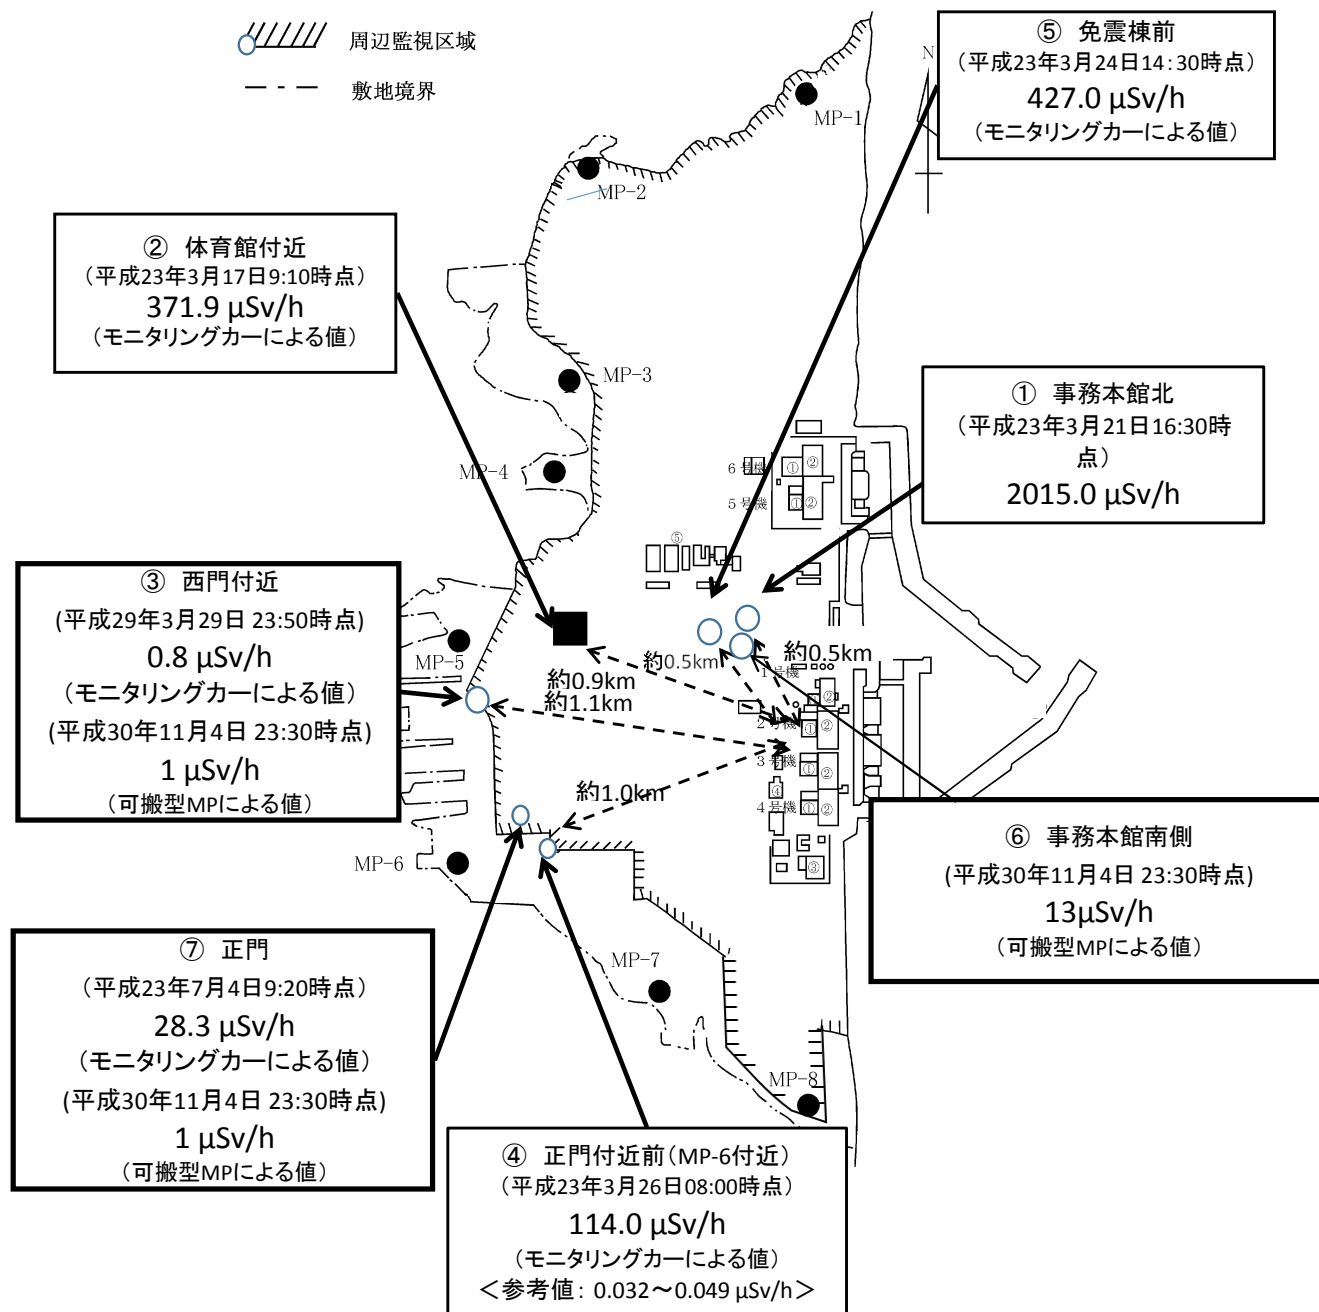 周辺監視区域
敷地境界
⑤ 免震棟前
(平成23年3月24日14:30時点)
427.0 μSv/h
(モニタリングカーによる値)
N
MP-1
MP-2
② 体育館付近
(平成23年3月17日9:10時点)
371.9 μSv/h
(モニタリングカーによる値)
MP-3
① 事務本館北
(平成23年3月21日16:30時
点)
2015.0 μSv/h
MP-4
6号機
① ②
5号機
① ②
⑤
③ 西門付近
(平成29年3月29日 23:50時点)
0.8 μSv/h
(モニタリングカーによる値)
(平成30年11月4日 23:30時点)
1 μSv/h
(可搬型MPによる値)
MP-5
約0.9km
約1.1km
約0.5km
約0.5km
1号機
②
2号機
① ②
3号機
① ②
④
4号機
① ②
③
約1.0km
MP-6
⑥ 事務本館南側
(平成30年11月4日 23:30時点)
13μSv/h
(可搬型MPによる値)
⑦ 正門
(平成23年7月4日9:20時点)
28.3 μSv/h
(モニタリングカーによる値)
(平成30年11月4日 23:30時点)
1 μSv/h
(可搬型MPによる値)
MP-7
MP-8
④ 正門付近前(MP-6付近)
(平成23年3月26日08:00時点)
114.0 μSv/h
(モニタリングカーによる値)
<参考値: 0.032~0.049 μSv/h>